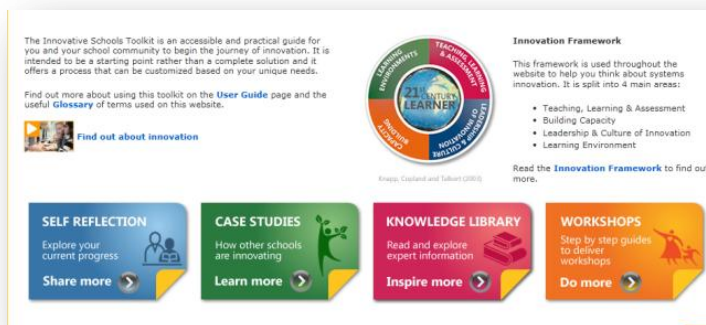 The Innovative Schools Toolkit is an accessible and practical guide for
you and your school community to begin the journey of innovation. It is
intended to be a starting point rather than a complete solution and it
offers a process that can be customized based on your unique needs.
Find out more about using this toolkit on the User Guide page and the
useful Glossary of terms used on this website.
Find out about innovation
LEARNING
ENVIRONMENTS
TEACHING, LEARNING
& ASSESSMENT
LEADERSHIP & CULTURE
OF INNOVATION
CAPACITY
BUILDING
21ST CENTURY
LEARNER
Knapp, Copland and Talbert (2003)
Innovation Framework
This framework is used throughout the
website to help you think about systems
innovation. It is split into 4 main areas:
• Teaching, Learning & Assessment
• Building Capacity
• Leadership & Culture of Innovation
• Learning Environment
Read the Innovation Framework to find out
more.
SELF REFLECTION
Explore your
current progress
Share more
CASE STUDIES
How other schools
are innovating
Learn more
KNOWLEDGE LIBRARY
Read and explore
expert information
Inspire more
WORKSHOPS
Step by step guides
to deliver
workshops
Do more